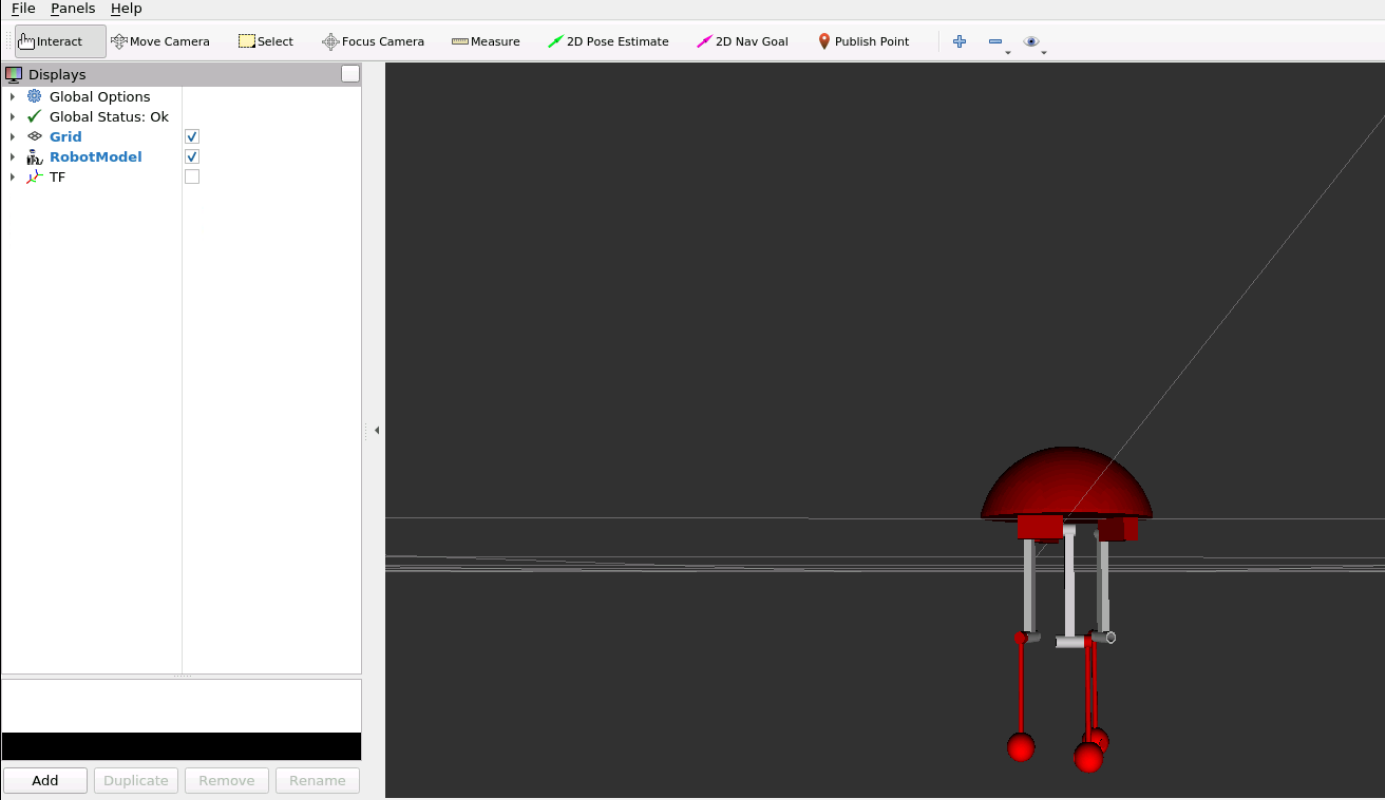 File Panels Help
Interact Move Camera Select Focus Camera Measure 2D Pose Estimate 2D Nav Goal Publish Point
Displays
Global Options
Global Status: Ok
Grid
RobotModel
TF
Add Duplicate Remove Rename